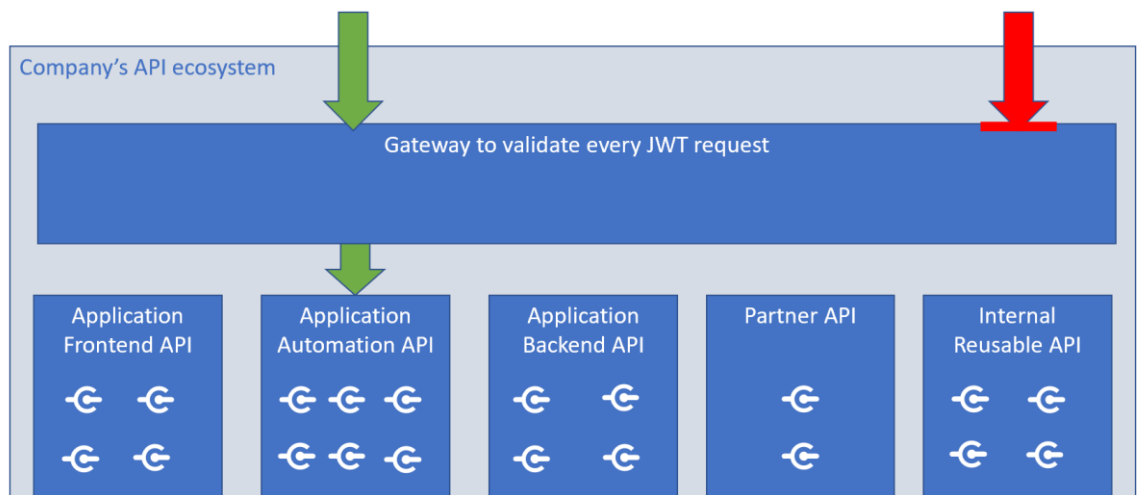 Company's API ecosystem
Gateway to validate every JWT request
Application
Frontend API
Application
Automation API
Application
Backend API
Partner API
Internal
Reusable API